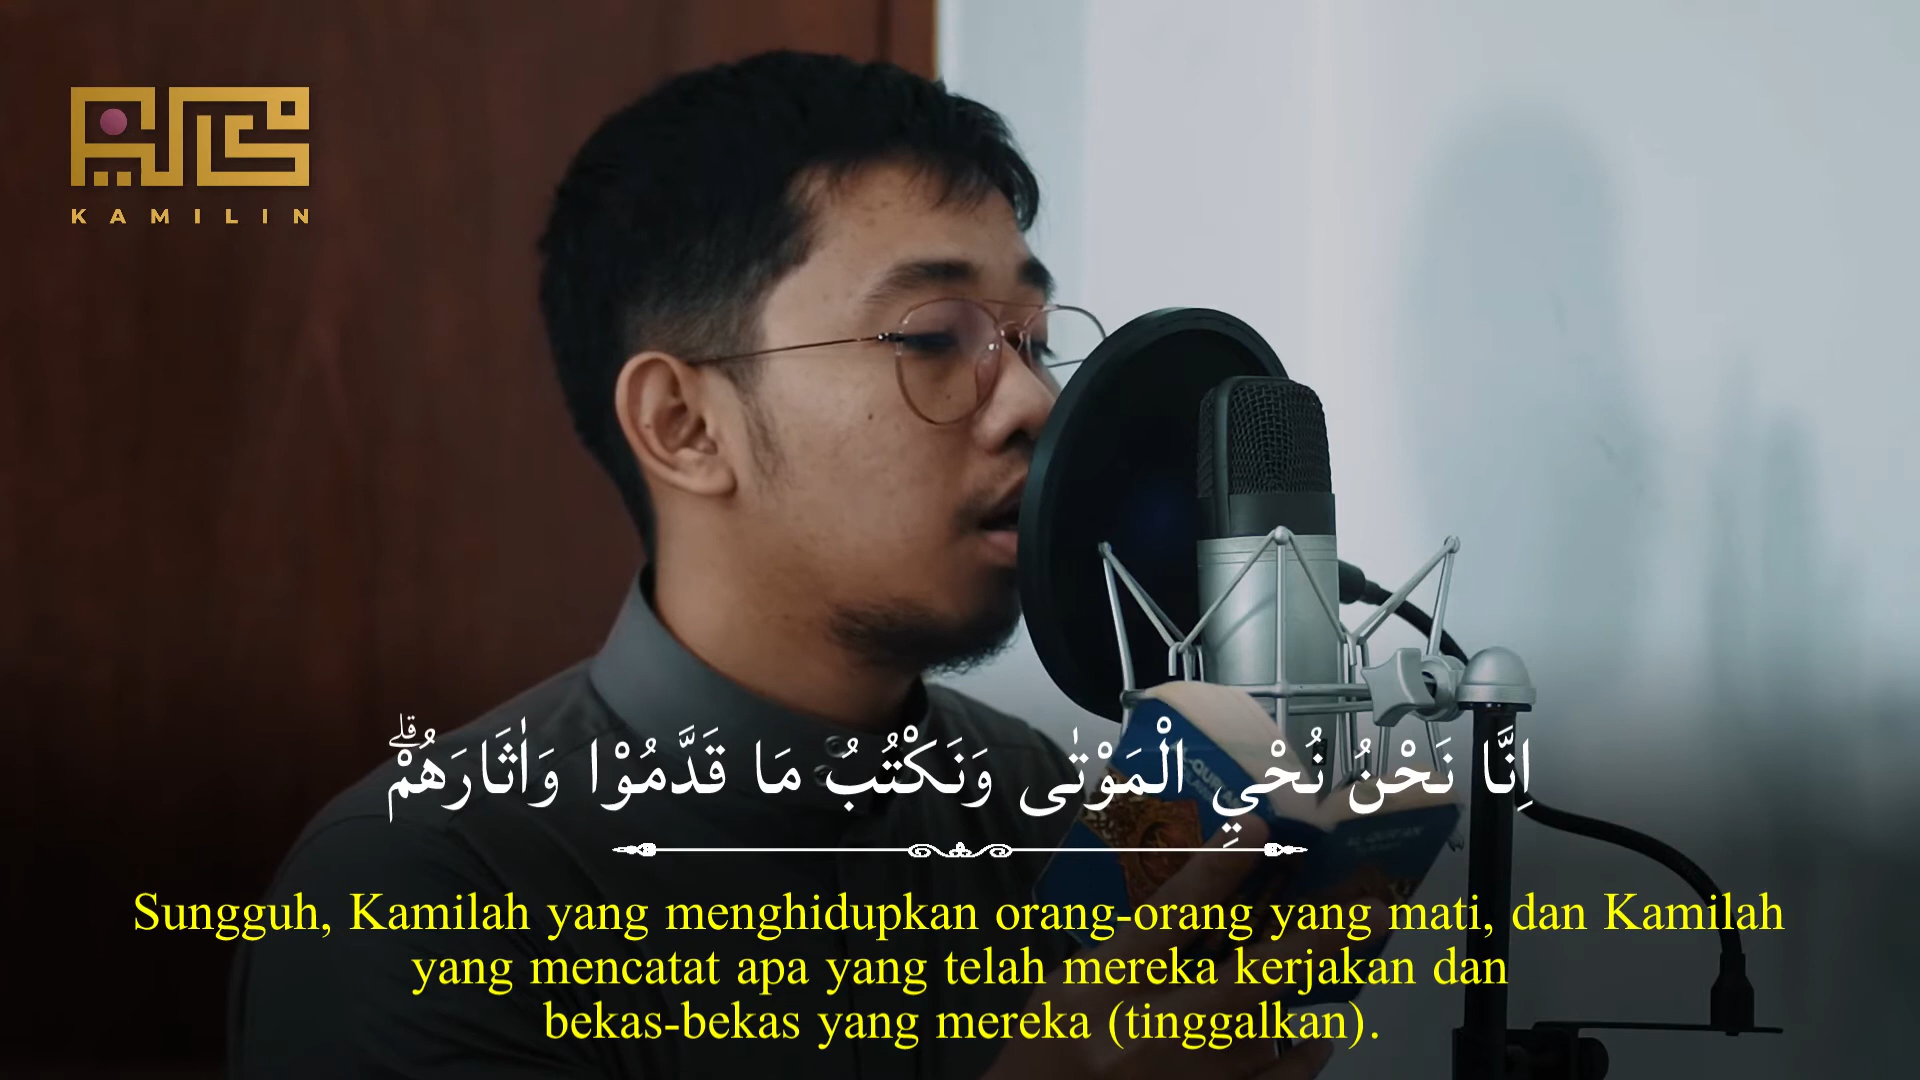 KAMILIN
اِنَّا نَحْنُ نُحْيِ الْمَوْتٰى وَنَكْتُبُ مَا قَدَّمُوْا وَاٰثَارَهُمْۗ
Sungguh, Kamilah yang menghidupkan orang-orang yang mati, dan Kamilah
yang mencatat apa yang telah mereka kerjakan dan
bekas-bekas yang mereka (tinggalkan).